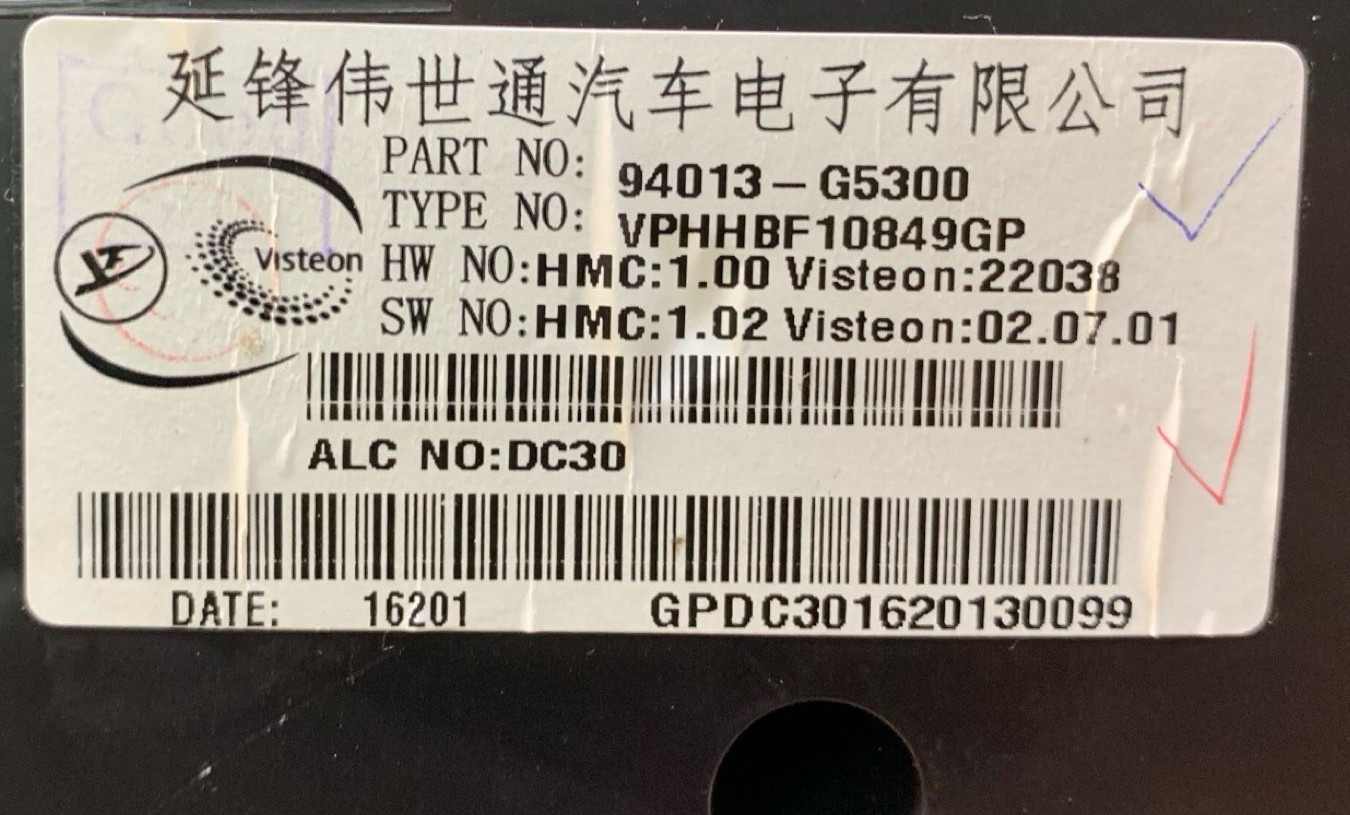 延锋伟世通汽车电子有限公司
PART NO: 94013-G5300
TYPE NO: VPHHBF10849GP
YF Visteon
HW NO:HMC:1.00 Visteon:22038
SW NO:HMC:1.02 Visteon:02.07.01
ALC NO:DC30
DATE: 16201 GPDC301620130099